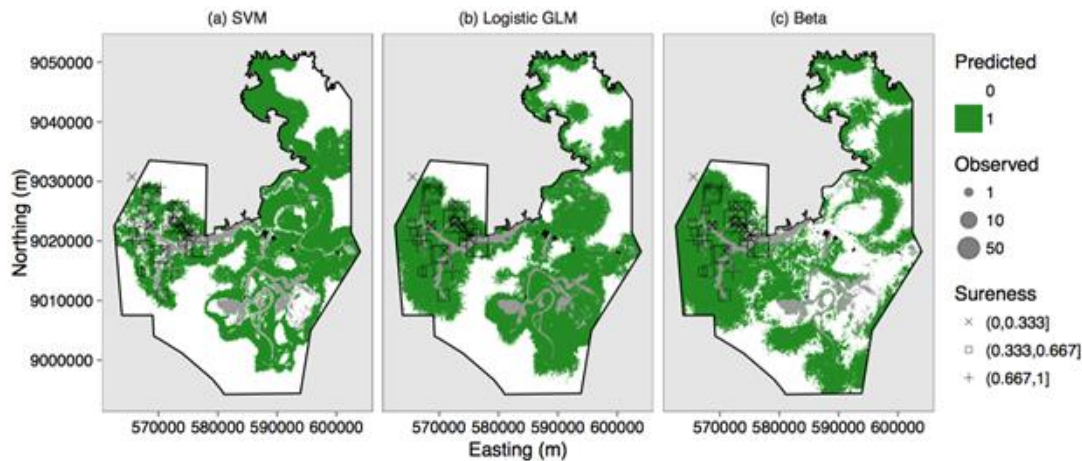 (a) SVM (b) Logistic GLM (c) Beta
9050000
9040000
9030000
9020000
9010000
9000000
Northing (m)
570000 580000 590000 600000 570000 580000 590000 600000 570000 580000 590000 600000
Easting (m)
Predicted
0
1
Observed
1
10
50
Sureness
(0,0.333]
(0.333,0.667]
(0.667,1]